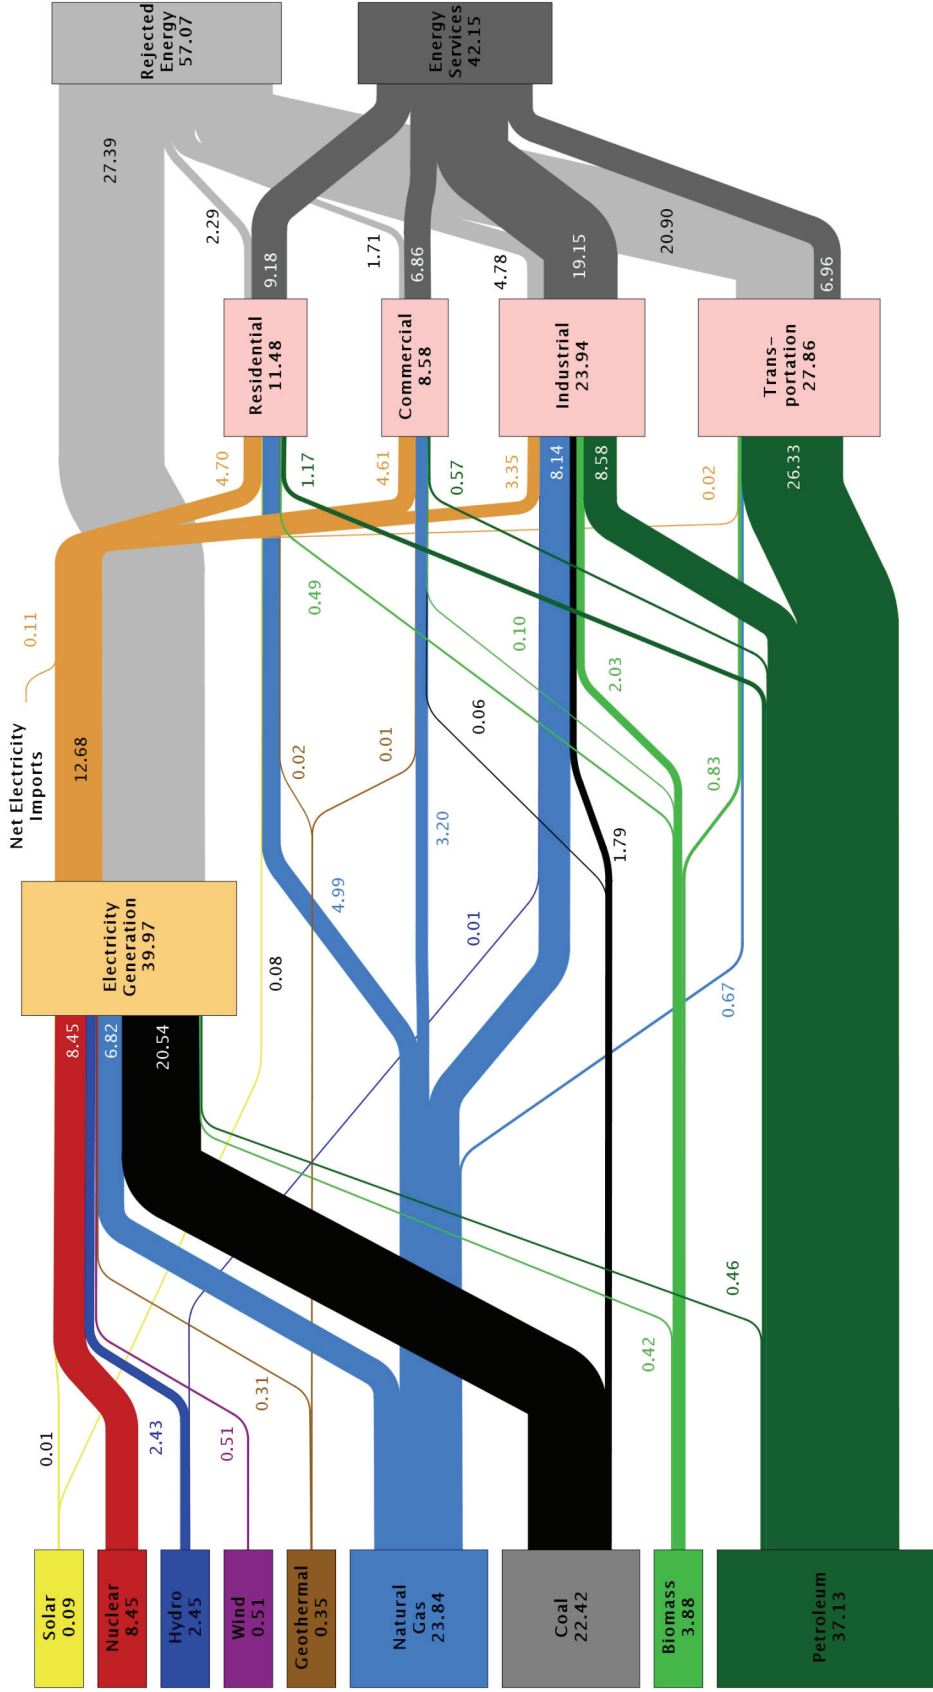 Net Electricity
Imports
0.11
Solar
0.09
Nuclear
8.45
Hydro
2.45
Wind
0.51
Geothermal
0.35
Natural
Gas
23.84
Coal
22.42
Biomass
3.88
Petroleum
37.13
0.01
2.43
0.51
0.31
0.42
0.46
8.45
6.82
20.54
Electricity
Generation
39.97
0.08
12.68
4.99
0.01
3.20
0.02
0.01
0.67
1.79
0.06
0.83
2.03
0.10
0.49
4.70
1.17
4.61
0.57
3.35
8.14
8.58
0.02
26.33
Residential
11.48
Commercial
8.58
Industrial
23.94
Trans-
portation
27.86
27.39
2.29
9.18
1.71
6.86
4.78
19.15
20.90
6.96
Rejected
Energy
57.07
Energy
Services
42.15